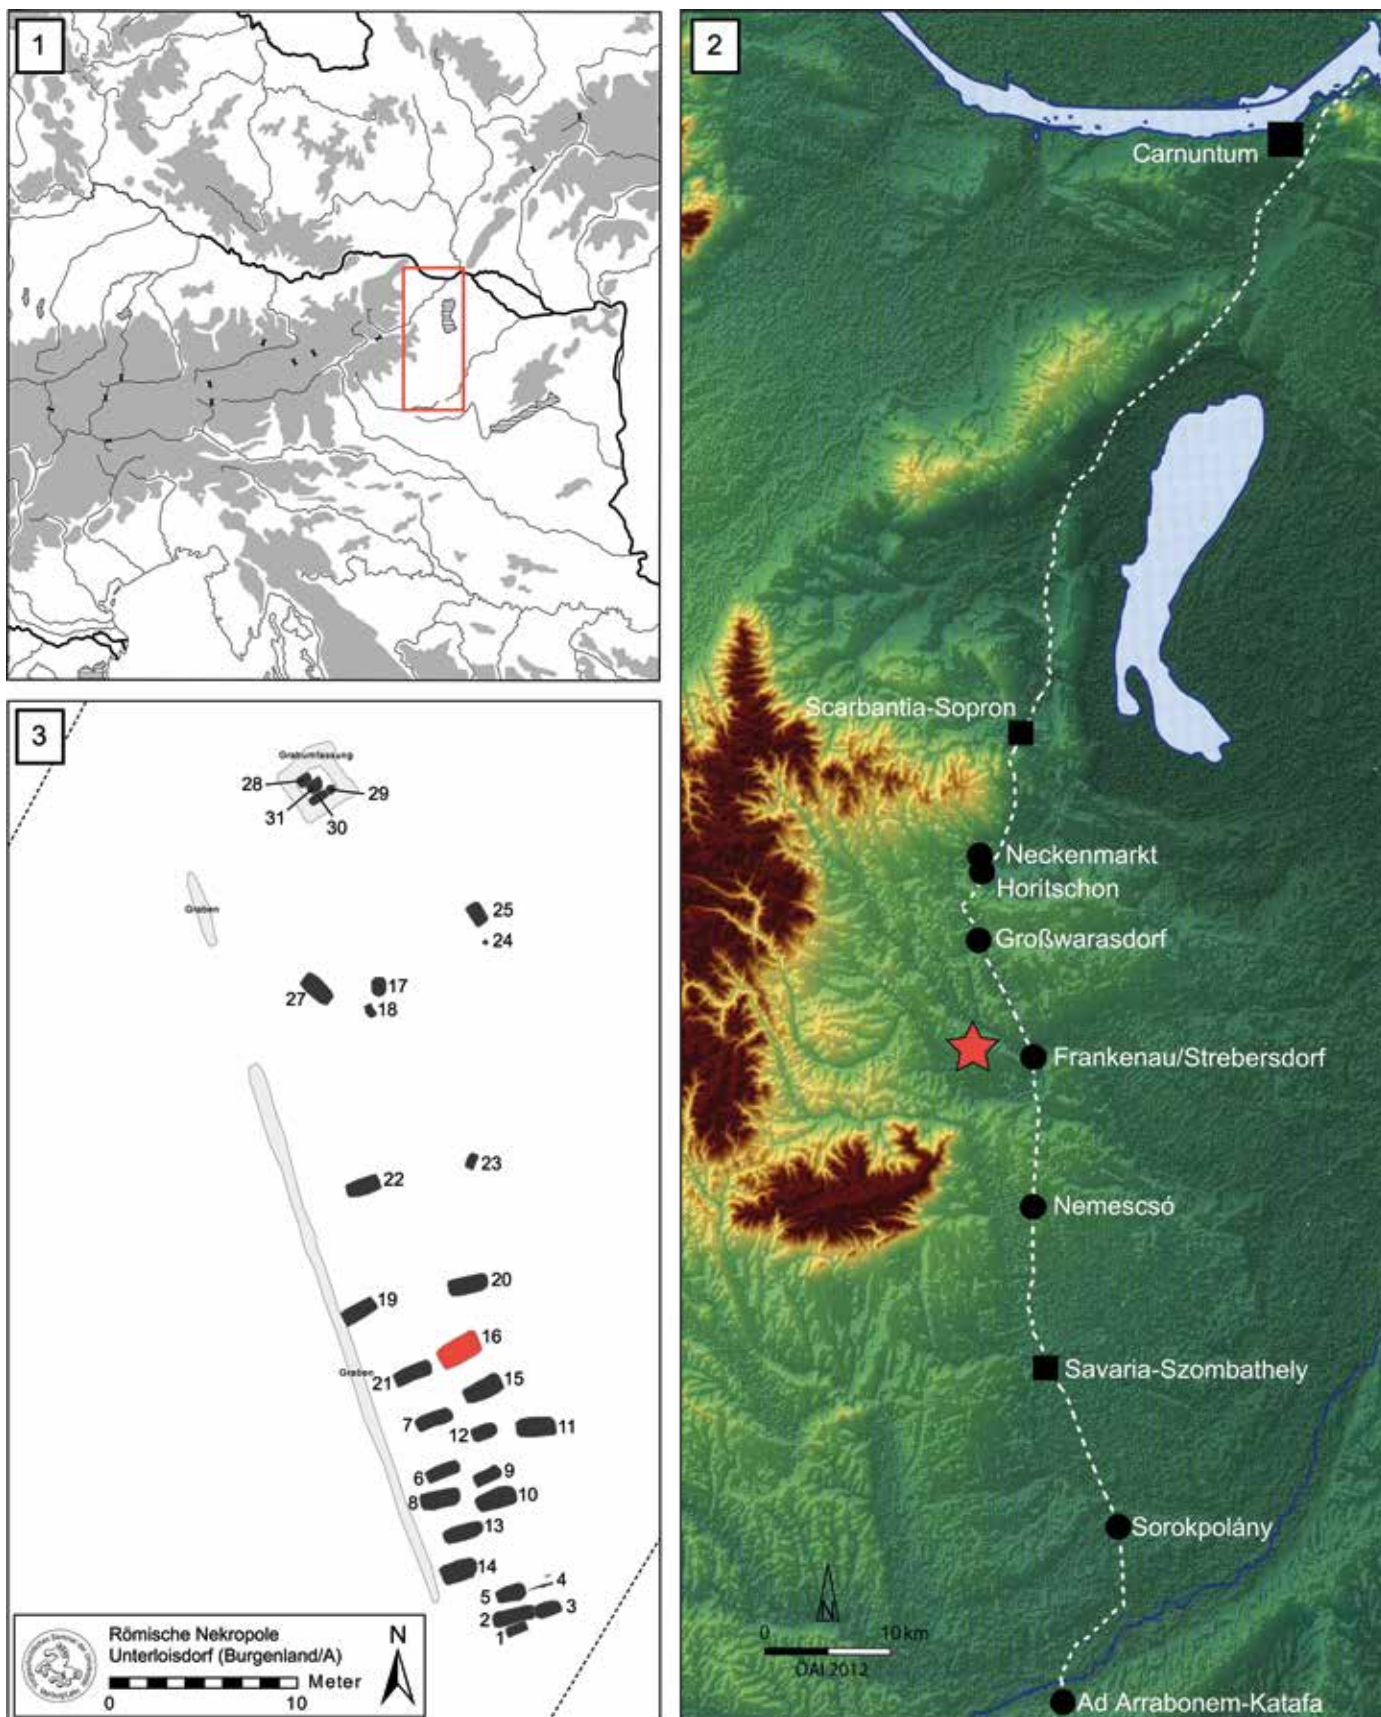 1
2
Carnuntum
Scarbantia-Sopron
Neckenmarkt
Horitschon
Großwarasdorf
Frankenau/Strebersdorf
Nemescsó
Savaria-Szombathely
Sorokpolány
N
0 10 km
ÖAI 2012
Ad Arrabonem-Katafa
3
Grabumfassung
28
29
31
30
Graben
25
24
27
17
18
22
23
20
19
16
Graben
21
15
7
12
11
6
9
8
10
13
14
5
4
2
3
1
Römische Nekropole
Unterloisdorf (Burgenland/A)
Meter
0 10
N